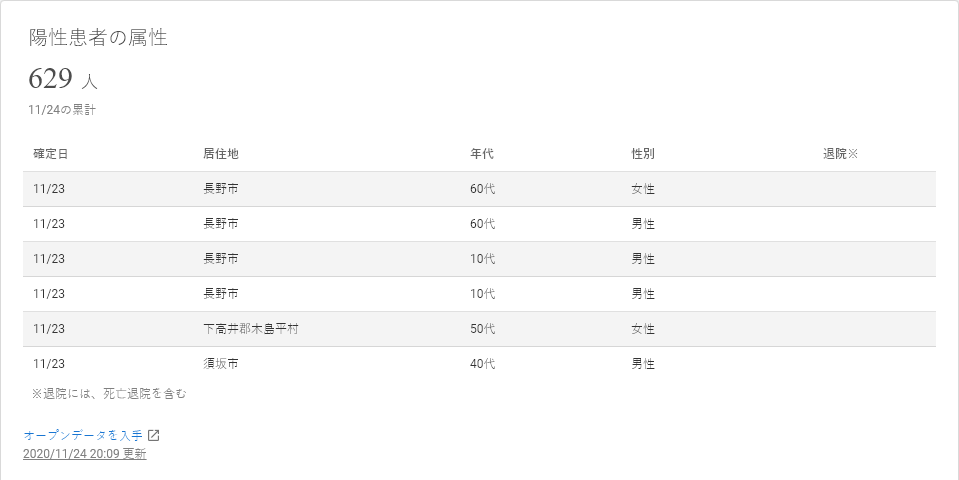 陽性患者の属性
629 人
11/24の累計
確定日 居住地 年代 性別 退院※
11/23 長野市 60代 女性
11/23 長野市 60代 男性
11/23 長野市 10代 男性
11/23 長野市 10代 男性
11/23 下高井郡木島平村 50代 女性
11/23 須坂市 40代 男性
※退院には、死亡退院を含む
オープンデータを入手
2020/11/24 20:09 更新